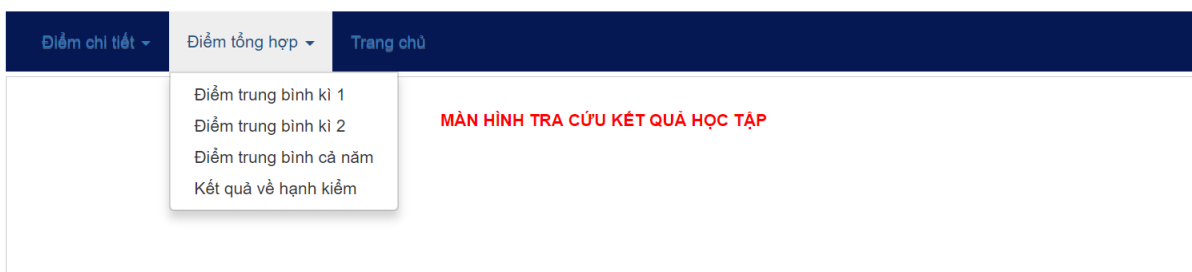 Điểm chi tiết Điểm tổng hợp Trang chủ
Điểm trung bình kì 1
Điểm trung bình kì 2
Điểm trung bình cả năm
Kết quả về hạnh kiểm
MÀN HÌNH TRA CỨU KẾT QUẢ HỌC TẬP